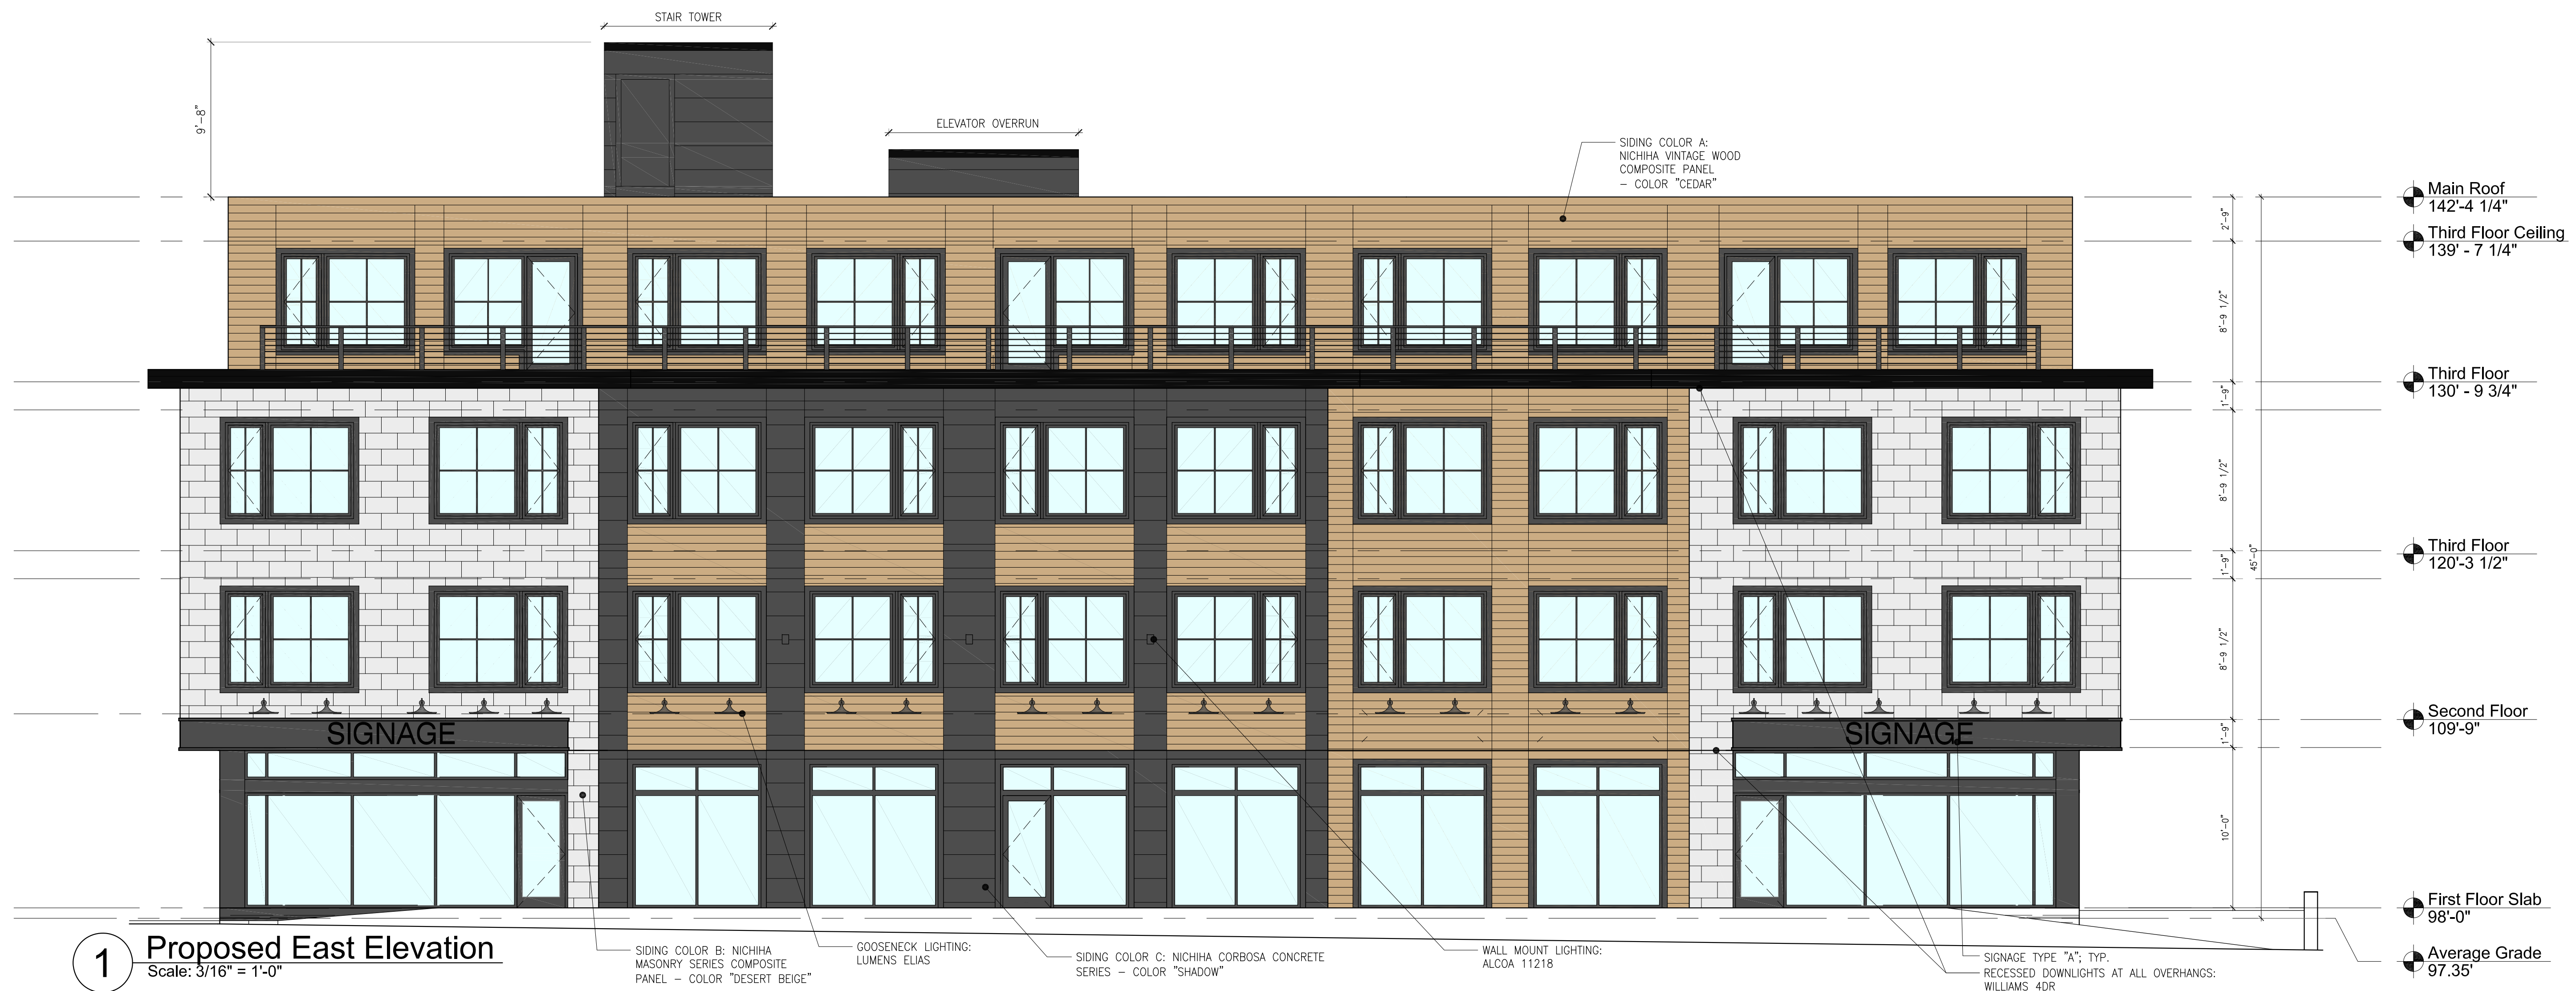 STAIR TOWER
9'-8"
ELEVATOR OVERRUN
SIDING COLOR A:
NICHIHA VINTAGE WOOD
COMPOSITE PANEL
- COLOR "CEDAR"
Main Roof
142'-4 1/4"
2'-9"
Third Floor Ceiling
139' - 7 1/4"
8'-9 1/2"
Third Floor
130' - 9 3/4"
1'-9"
8'-9 1/2"
Third Floor
120'-3 1/2"
1'-9"
45'-0"
8'-9 1/2"
Second Floor
109'-9"
1'-9"
SIGNAGE
SIGNAGE
10'-0"
First Floor Slab
98'-0"
Average Grade
97.35'
1
Proposed East Elevation
Scale: 3/16" = 1'-0"
SIDING COLOR B: NICHIHA
MASONRY SERIES COMPOSITE
PANEL - COLOR "DESERT BEIGE"
GOOSENECK LIGHTING:
LUMENS ELIAS
SIDING COLOR C: NICHIHA CORBOSA CONCRETE
SERIES - COLOR "SHADOW"
WALL MOUNT LIGHTING:
ALCOA 11218
SIGNAGE TYPE "A"; TYP.
RECESSED DOWNLIGHTS AT ALL OVERHANGS:
WILLIAMS 4DR